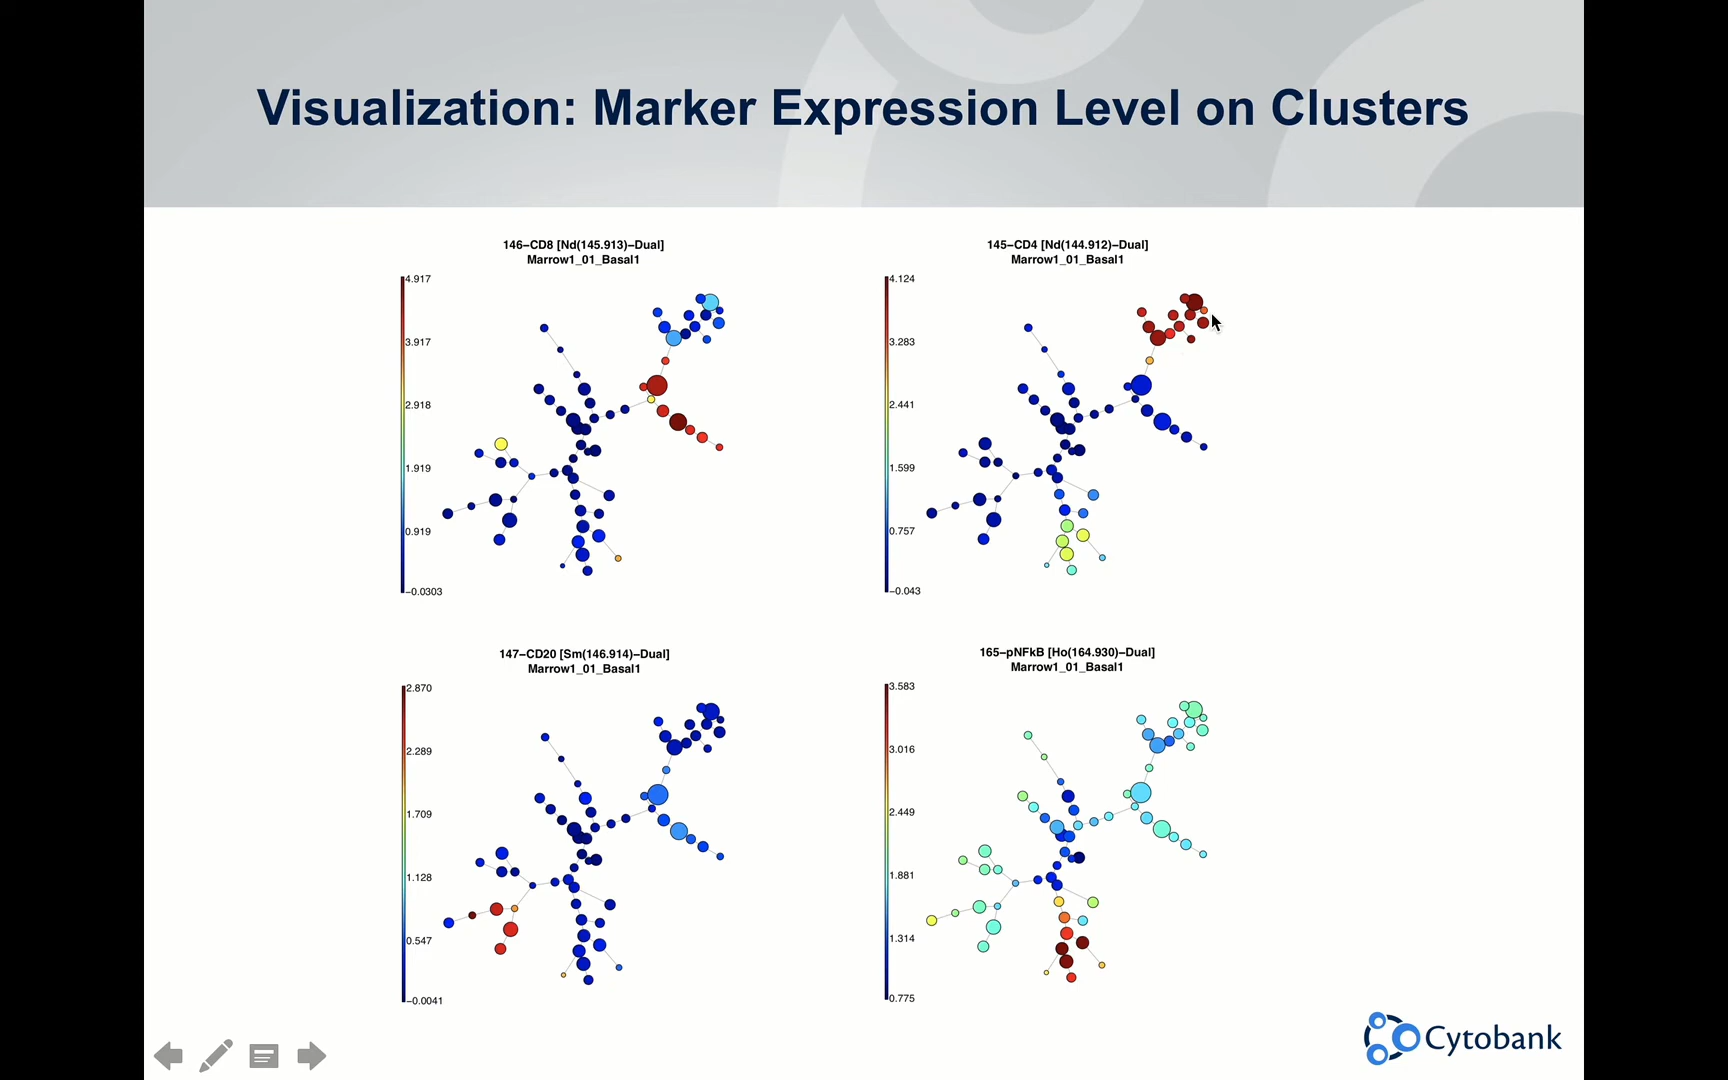 Visualization: Marker Expression Level on Clusters
146−CD8 [Nd(145.913)−Dual]
Marrow1_01_Basal1
4.917
3.917
2.918
1.919
0.919
−0.0303
145−CD4 [Nd(144.912)−Dual]
Marrow1_01_Basal1
4.124
3.283
2.441
1.599
0.757
−0.043
147−CD20 [Sm(146.914)−Dual]
Marrow1_01_Basal1
2.870
2.289
1.709
1.128
0.547
−0.0041
165−pNFkB [Ho(164.930)−Dual]
Marrow1_01_Basal1
3.583
3.016
2.449
1.881
1.314
0.775
Cytobank